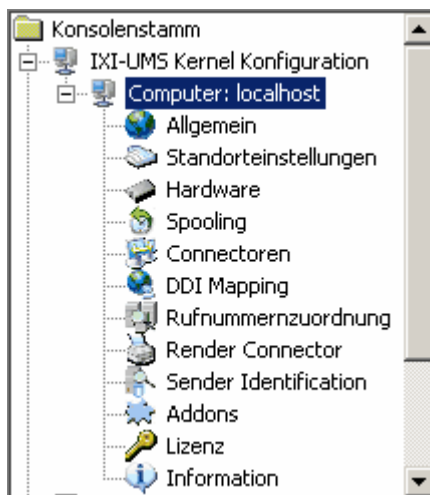 Konsolenstamm
IXI-UMS Kernel Konfiguration
Computer: localhost
Allgemein
Standorteinstellungen
Hardware
Spooling
Connectoren
DDI Mapping
Rufnummernzuordnung
Render Connector
Sender Identification
Addons
Lizenz
Information